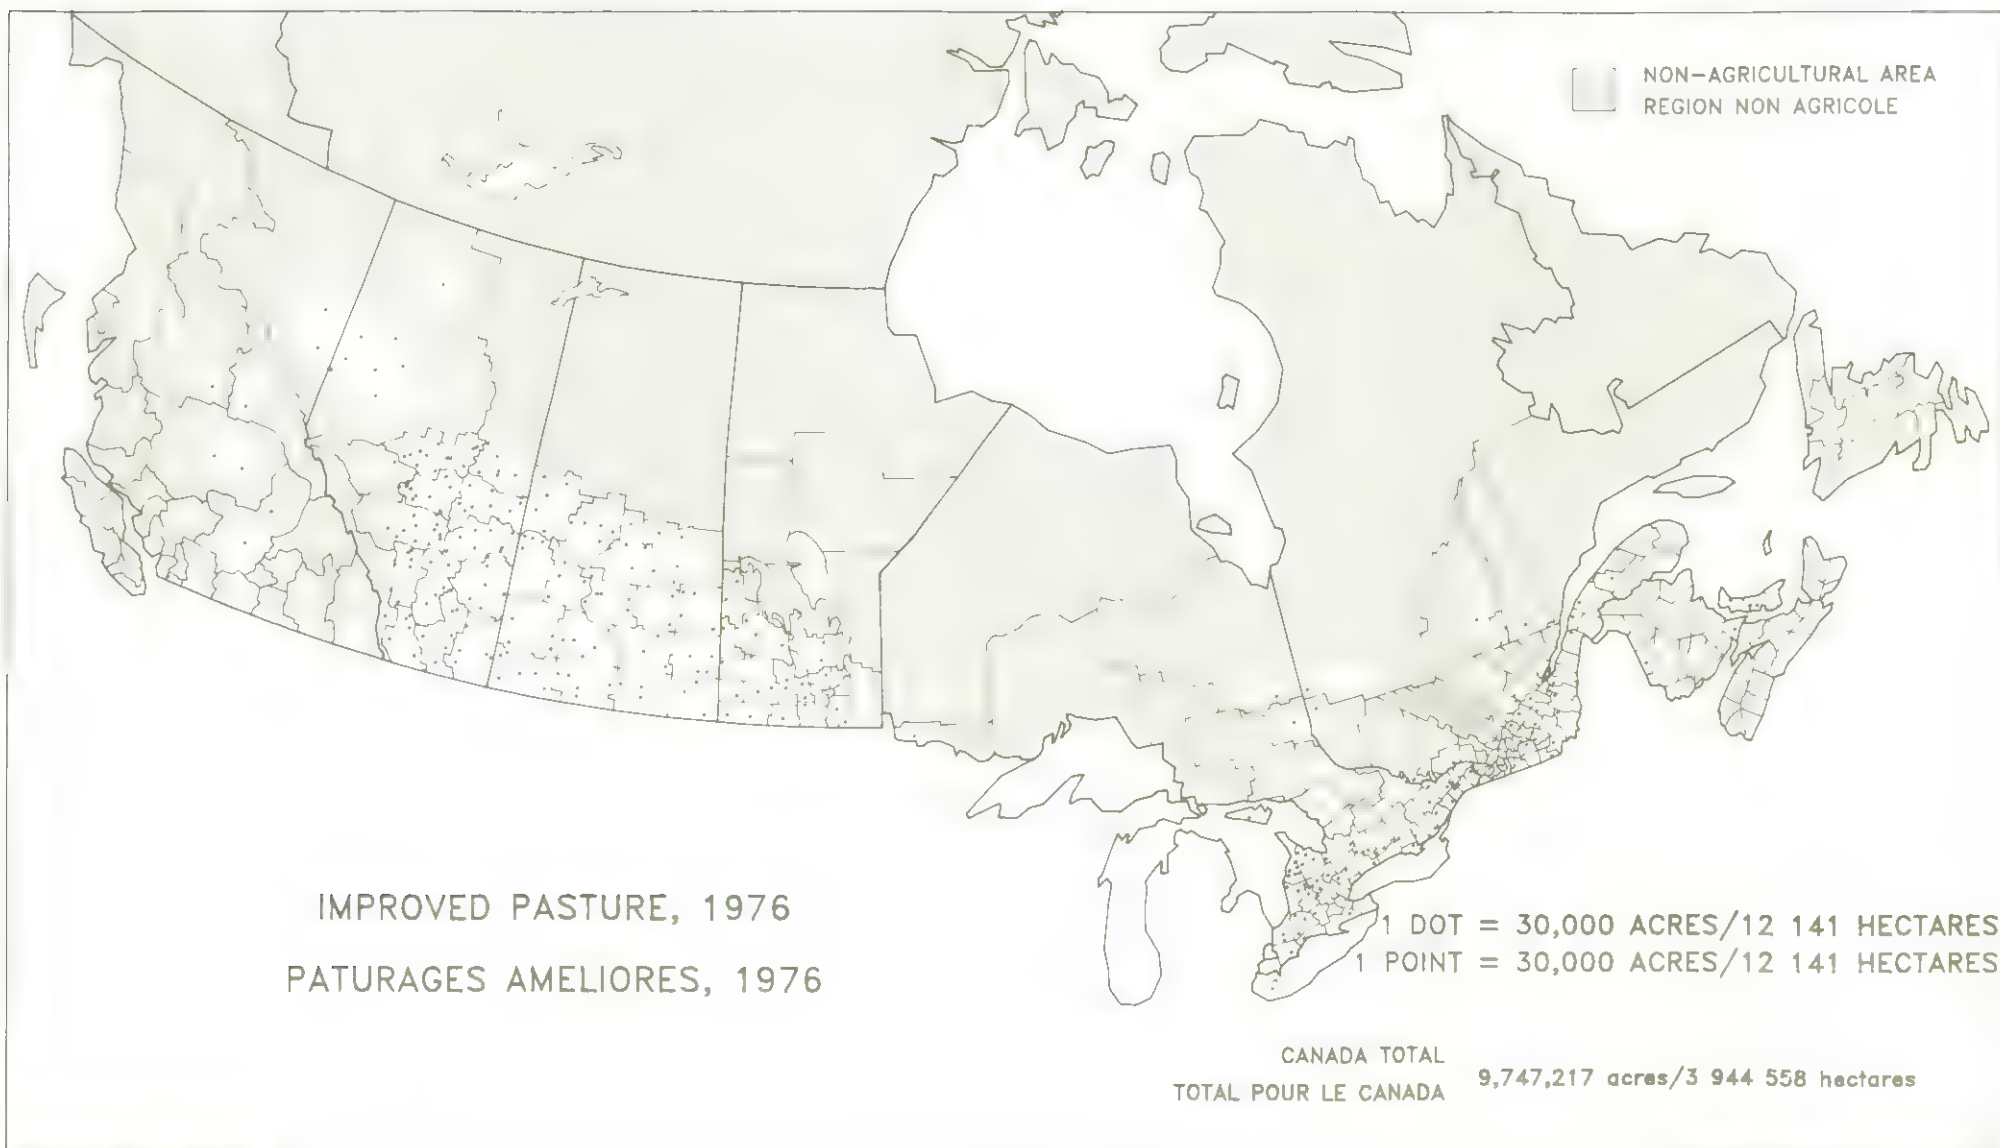 NON-AGRICULTURAL AREA
REGION NON AGRICOLE
IMPROVED PASTURE, 1976
PATURAGES AMELIORES, 1976
1 DOT = 30,000 ACRES/12 141 HECTARES
1 POINT = 30,000 ACRES/12 141 HECTARES
CANADA TOTAL
TOTAL POUR LE CANADA
9,747,217 acres/3 944 558 hectares